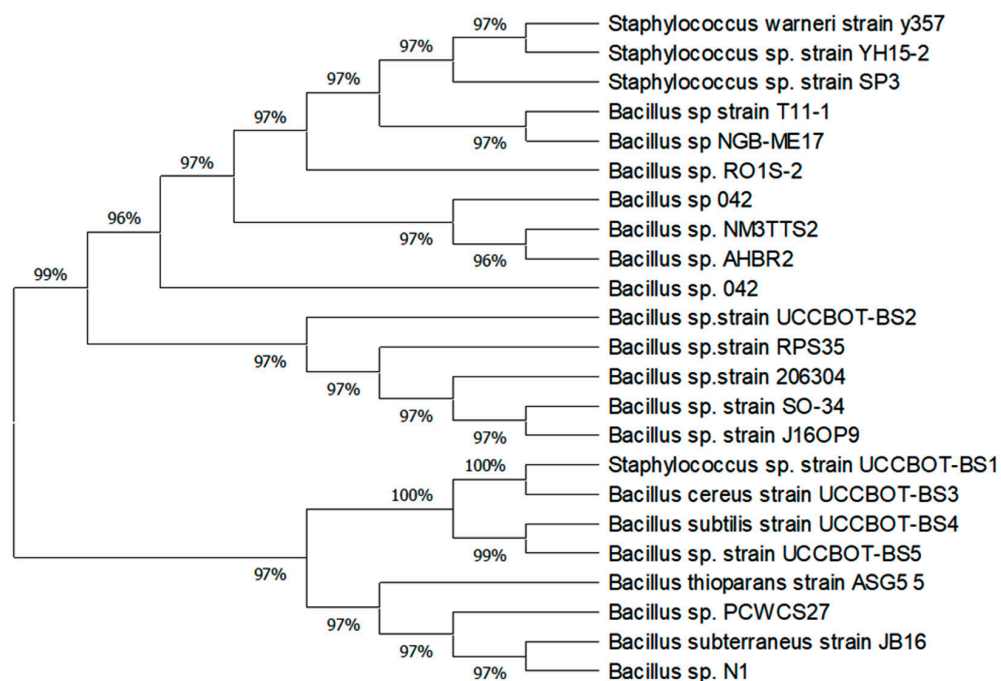 97%
Staphylococcus warneri strain y357
97%
Staphylococcus sp. strain YH15-2
97%
Staphylococcus sp. strain SP3
97%
Bacillus sp strain T11-1
97%
Bacillus sp NGB-ME17
97%
Bacillus sp. RO1S-2
Bacillus sp 042
96%
97%
Bacillus sp. NM3TTS2
96%
Bacillus sp. AHBR2
99%
Bacillus sp. 042
Bacillus sp.strain UCCBOT-BS2
97%
Bacillus sp.strain RPS35
97%
Bacillus sp.strain 206304
97%
Bacillus sp. strain SO-34
97%
Bacillus sp. strain J16OP9
100%
Staphylococcus sp. strain UCCBOT-BS1
100%
Bacillus cereus strain UCCBOT-BS3
Bacillus subtilis strain UCCBOT-BS4
99%
Bacillus sp. strain UCCBOT-BS5
97%
Bacillus thioparans strain ASG5 5
97%
Bacillus sp. PCWCS27
97%
Bacillus subterraneus strain JB16
97%
Bacillus sp. N1